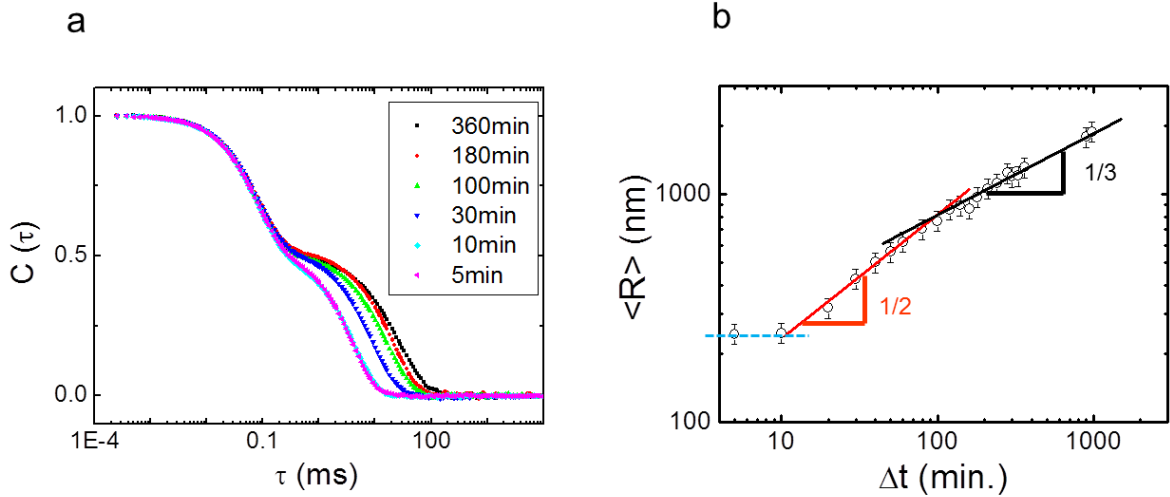 a
1.0
0.5
0.0
C (τ)
1E-4
0.1
100
τ (ms)
360min
180min
100min
30min
10min
5min
b
1000
100
<R> (nm)
10
100
1000
Δt (min.)
1/2
1/3